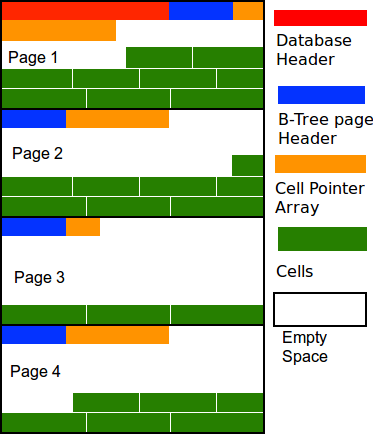 Page 1
Page 2
Page 3
Page 4
Database
Header
B-Tree page
Header
Cell Pointer
Array
Cells
Empty
Space